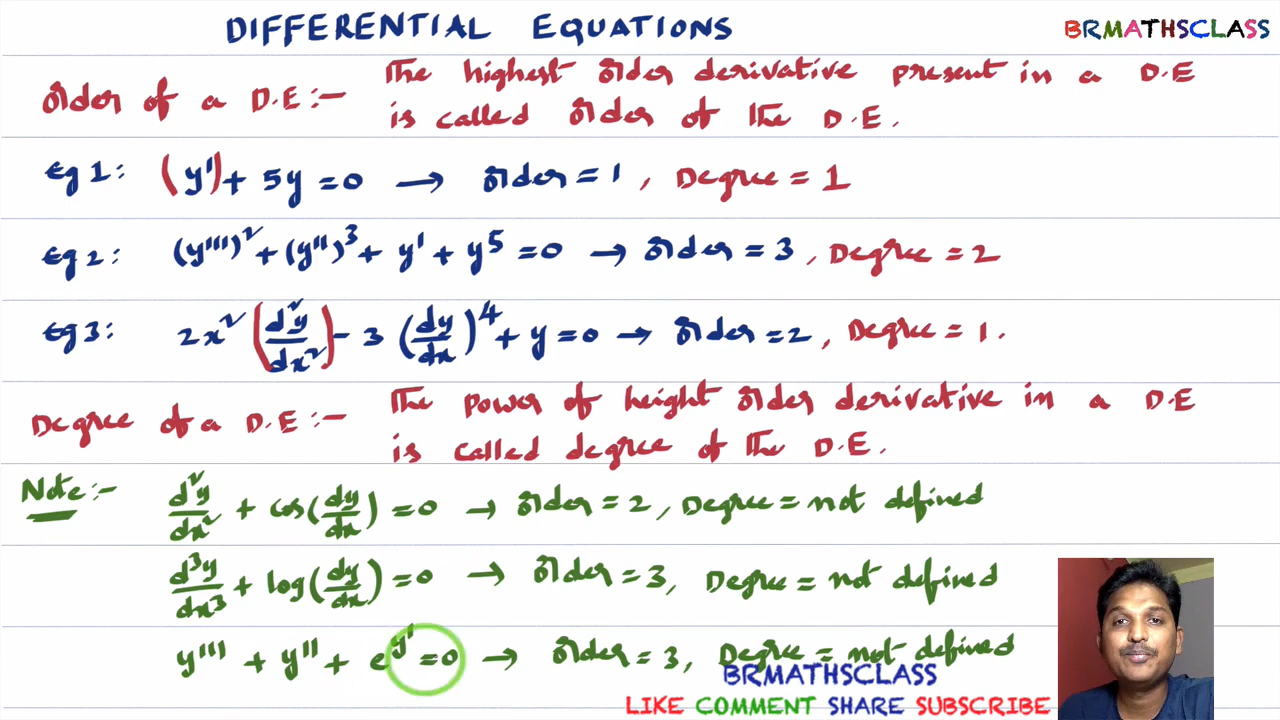 DIFFERENTIAL EQUATIONS
BRMATHSCLASS
Order of a D.E :- The highest order derivative present in a D.E
is called order of the D.E.
Eg 1: (y') + 5y = 0 → order = 1, Degree = 1
Eg 2: (y''')² + (y'')³ + y' + y⁵ = 0 → order = 3, Degree = 2
Eg 3: 2x² (d²y/dx²) - 3 (dy/dx)⁴ + y = 0 → order = 2, Degree = 1.
Degree of a D.E :- The power of height order derivative in a D.E
is called degree of the D.E.
Note :- d²y/dx² + cos(dy/dx) = 0 → order = 2, Degree = not defined
d³y/dx³ + log(dy/dx) = 0 → order = 3, Degree = not defined
y''' + y'' + e^y' = 0 → order = 3, Degree = not defined
BRMATHSCLASS
LIKE COMMENT SHARE SUBSCRIBE